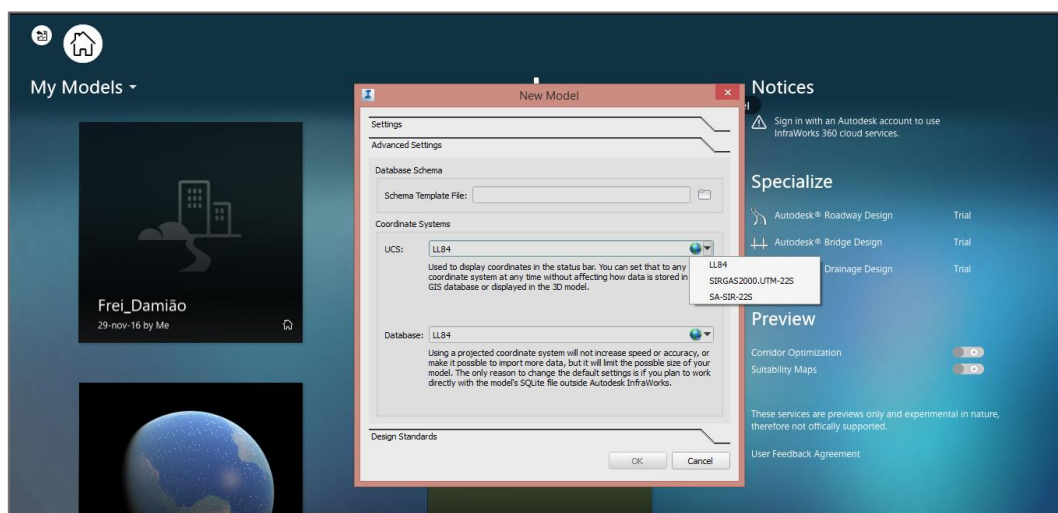 My Models
Frei_Damião
29-nov-16 by Me
New Model
Settings
Advanced Settings
Database Schema
Schema Template File:
Coordinate Systems
UCS: LL84
Used to display coordinates in the status bar. You can set that to any
coordinate system at any time without affecting how data is stored in
GIS database or displayed in the 3D model.
LL84
SIRGAS2000.UTM-22S
SA-SIR-22S
Database: LL84
Using a projected coordinate system will not increase speed or accuracy, or
make it possible to import more data, but it will limit the possible size of your
model. The only reason to change the default settings is if you plan to work
directly with the model's SQLite file outside Autodesk InfraWorks.
Design Standards
OK Cancel
Notices
Sign in with an Autodesk account to use
InfraWorks 360 cloud services.
Specialize
Autodesk® Roadway Design Trial
Autodesk® Bridge Design Trial
Drainage Design Trial
Preview
Corridor Optimization
Suitability Maps
These services are previews only and experimental in nature,
therefore not offically supported.
User Feedback Agreement